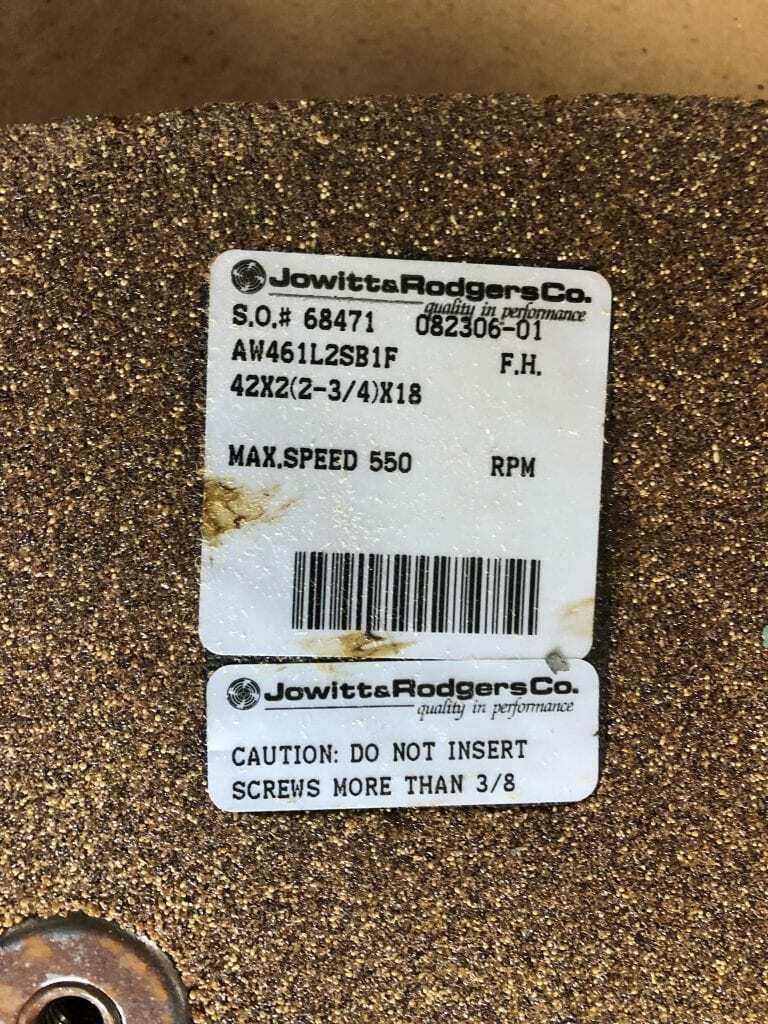 Jowitt&RodgersCo.
quality in performance
S.O.# 68471 082306-01
AW461L2SB1F F.H.
42X2(2-3/4)X18
MAX.SPEED 550 RPM
Jowitt&RodgersCo.
quality in performance
CAUTION: DO NOT INSERT
SCREWS MORE THAN 3/8